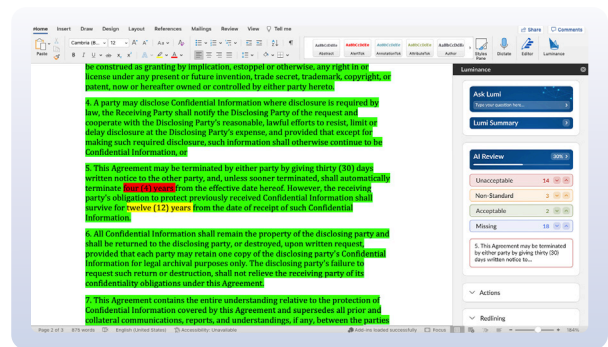 Home Insert Draw Design Layout References Mailings Review View Tell me
Share Comments
Paste
Cambria (B... 12
AaBbCcDdEe AaBbCcDdEe AaBbCcDdEe AaBbCcDdEe AaBbCcDdEe
Abstract AlertTxt AnnotationTxt AttributeTxt Author
Styles Pane Dictate Editor Luminance
be construed as granting by implication, estoppel or otherwise, any right in or
license under any present or future invention, trade secret, trademark, copyright, or
patent, now or hereafter owned or controlled by either party hereto.
4. A party may disclose Confidential Information where disclosure is required by
law, the Receiving Party shall notify the Disclosing Party of the request and
cooperate with the Disclosing Party's reasonable, lawful efforts to resist, limit or
delay disclosure at the Disclosing Party's expense, and provided that except for
making such required disclosure, such information shall otherwise continue to be
Confidential Information, or
5. This Agreement may be terminated by either party by giving thirty (30) days
written notice to the other party, and, unless sooner terminated, shall automatically
terminate four (4) years from the effective date hereof. However, the receiving
party's obligation to protect previously received Confidential Information shall
survive for twelve (12) years from the date of receipt of such Confidential
Information.
6. All Confidential Information shall remain the property of the disclosing party and
shall be returned to the disclosing party, or destroyed, upon written request,
provided that each party may retain one copy of the disclosing party's Confidential
Information for legal archival purposes only. The disclosing party's failure to
request such return or destruction, shall not relieve the receiving party of its
confidentiality obligations under this Agreement.
7. This Agreement contains the entire understanding relative to the protection of
Confidential Information covered by this Agreement and supersedes all prior and
collateral communications, reports, and understandings, if any, between the parties
Luminance
Ask Lumi
Type your question here...
Lumi Summary
AI Review 30%
Unacceptable 14
Non-Standard 2
Acceptable 2
Missing 18
5. This Agreement may be terminated
by either party by giving thirty (30)
days written notice to...
Actions
Redlining
Page 2 of 3 875 words English (United States) Accessibility: Unavailable
Add-ins loaded successfully Focus 184%